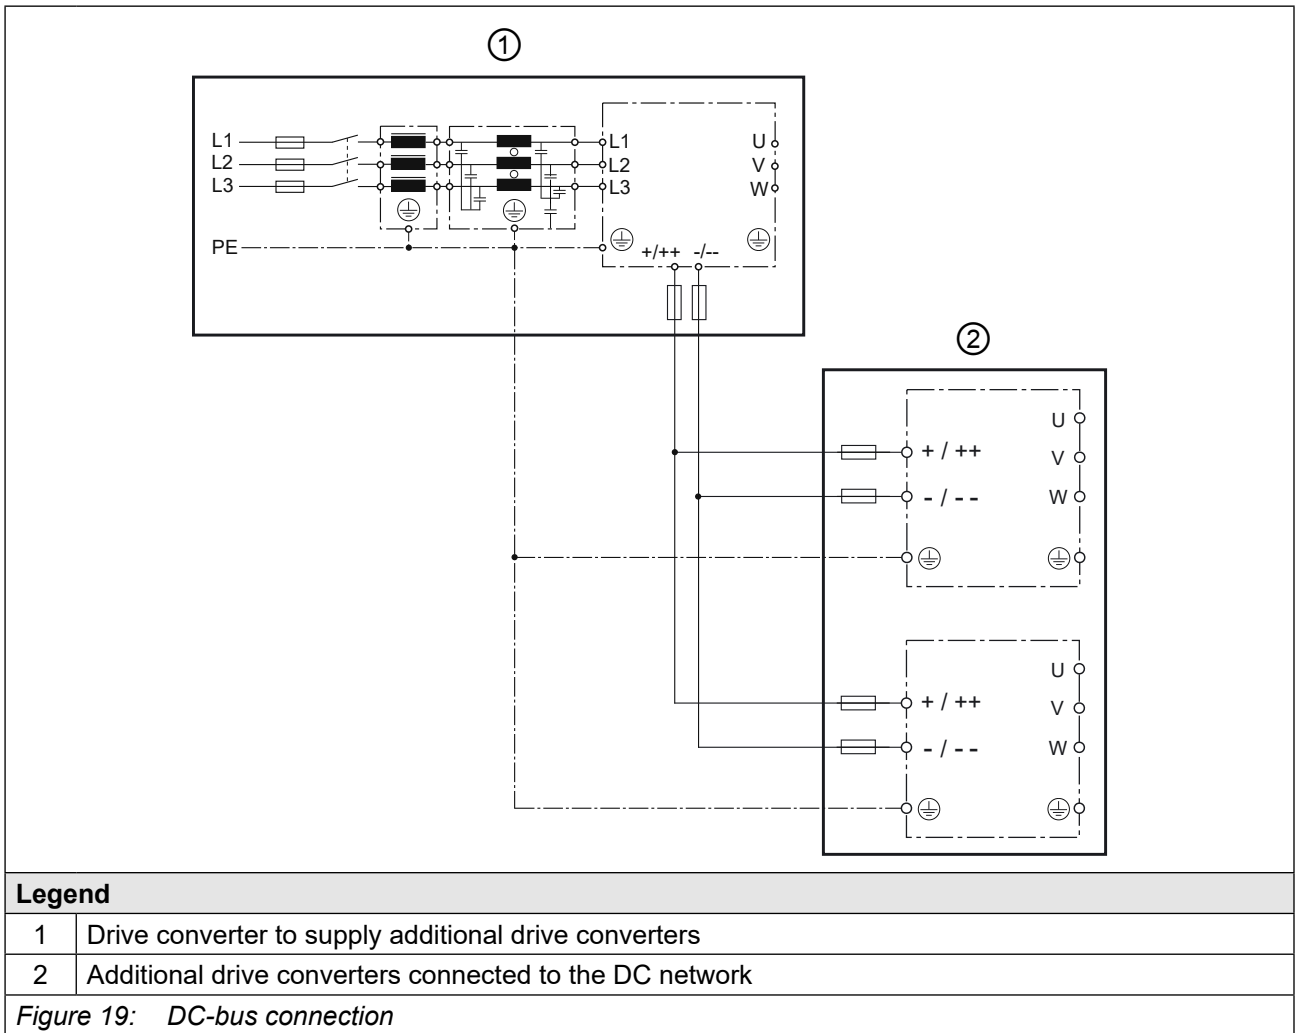 1
L1
L2
L3
PE
L1
L2
L3
U
V
W
+/++ -/--
2
U
+ / ++
V
- / - -
W
U
+ / ++
V
- / - -
W
Legend
1 Drive converter to supply additional drive converters
2 Additional drive converters connected to the DC network
Figure 19: DC-bus connection